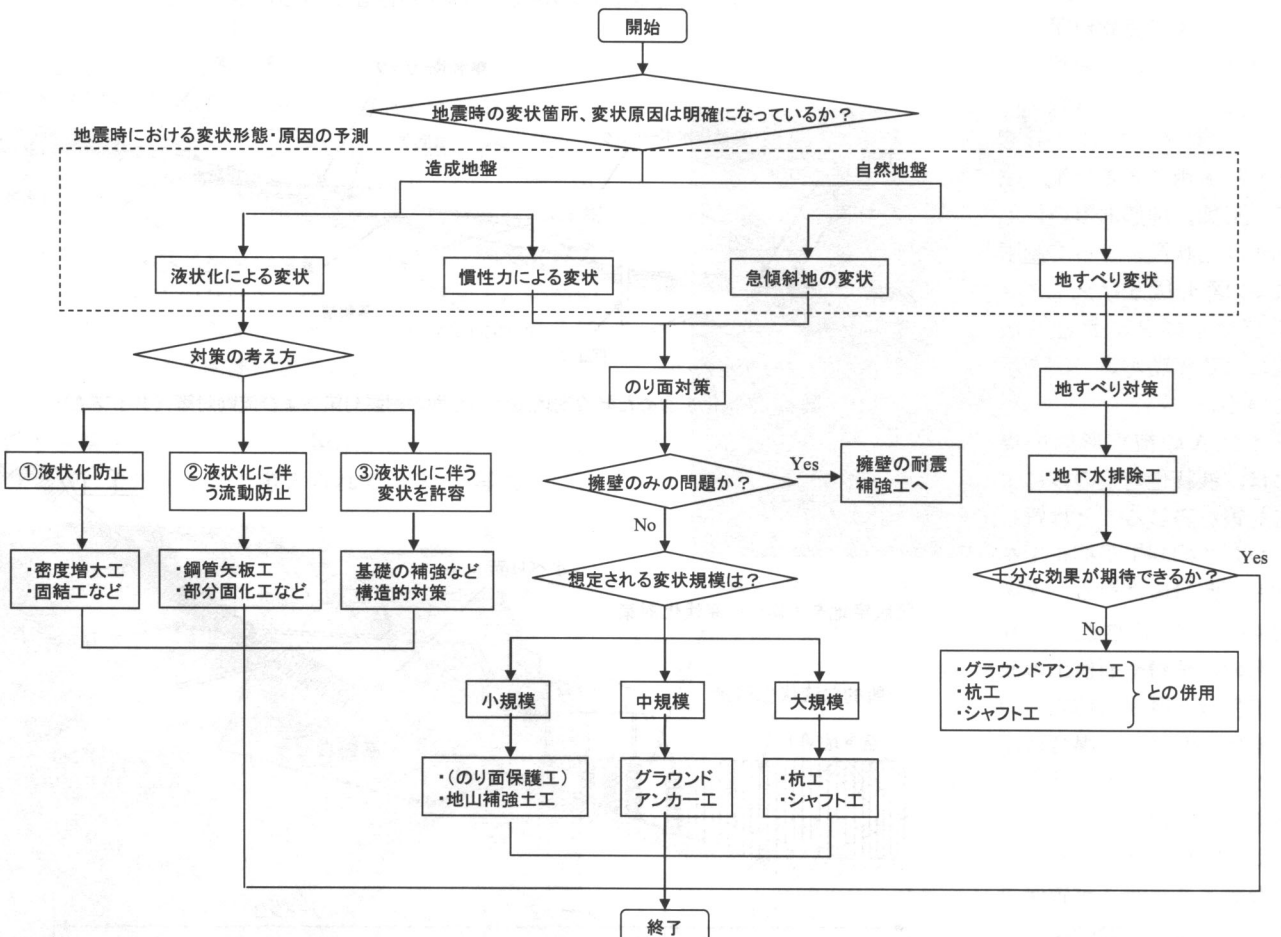 開始
地震時の変状箇所、変状原因は明確になっているか？
地震時における変状形態・原因の予測
造成地盤
自然地盤
液状化による変状
慣性力による変状
急傾斜地の変状
地すべり変状
対策の考え方
のり面対策
地すべり対策
①液状化防止
②液状化に伴
う流動防止
③液状化に伴う
変状を許容
擁壁のみの問題か？
Yes
擁壁の耐震
補強工へ
・地下水排除工
No
・密度増大工
・固結工など
・鋼管矢板工
・部分固化工など
基礎の補強など
構造的対策
想定される変状規模は？
十分な効果が期待できるか？
Yes
No
・グラウンドアンカー工
・杭工
・シャフト工
との併用
小規模
中規模
大規模
・（のり面保護工）
・地山補強土工
グラウンド
アンカー工
・杭工
・シャフト工
終了